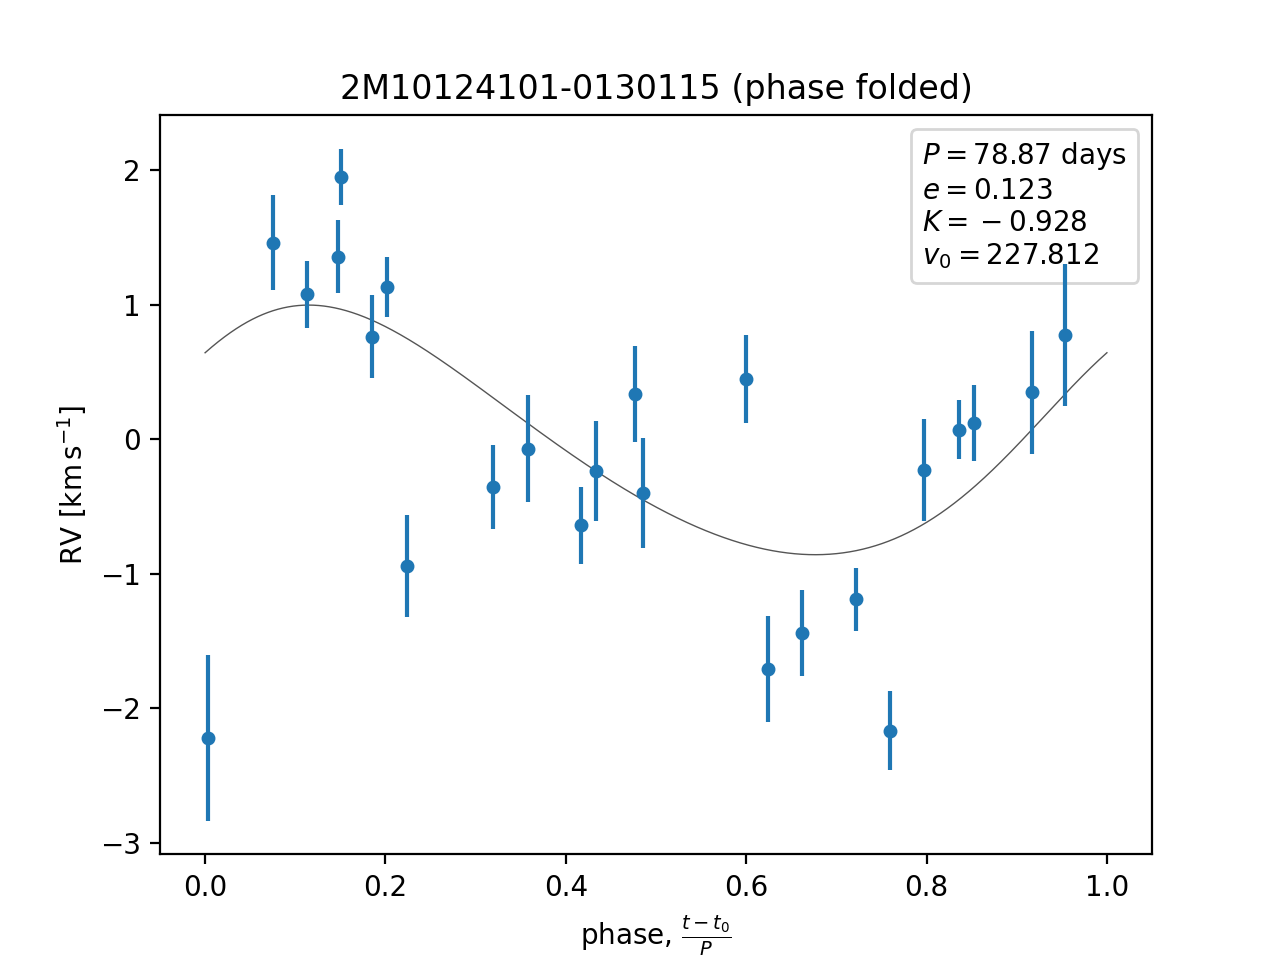 2M10124101-0130115 (phase folded)
P = 78.87 days
e = 0.123
K = −0.928
v₀ = 227.812
RV [km s⁻¹]
2
1
0
−1
−2
−3
0.0 0.2 0.4 0.6 0.8 1.0
phase, (t − t₀)/P